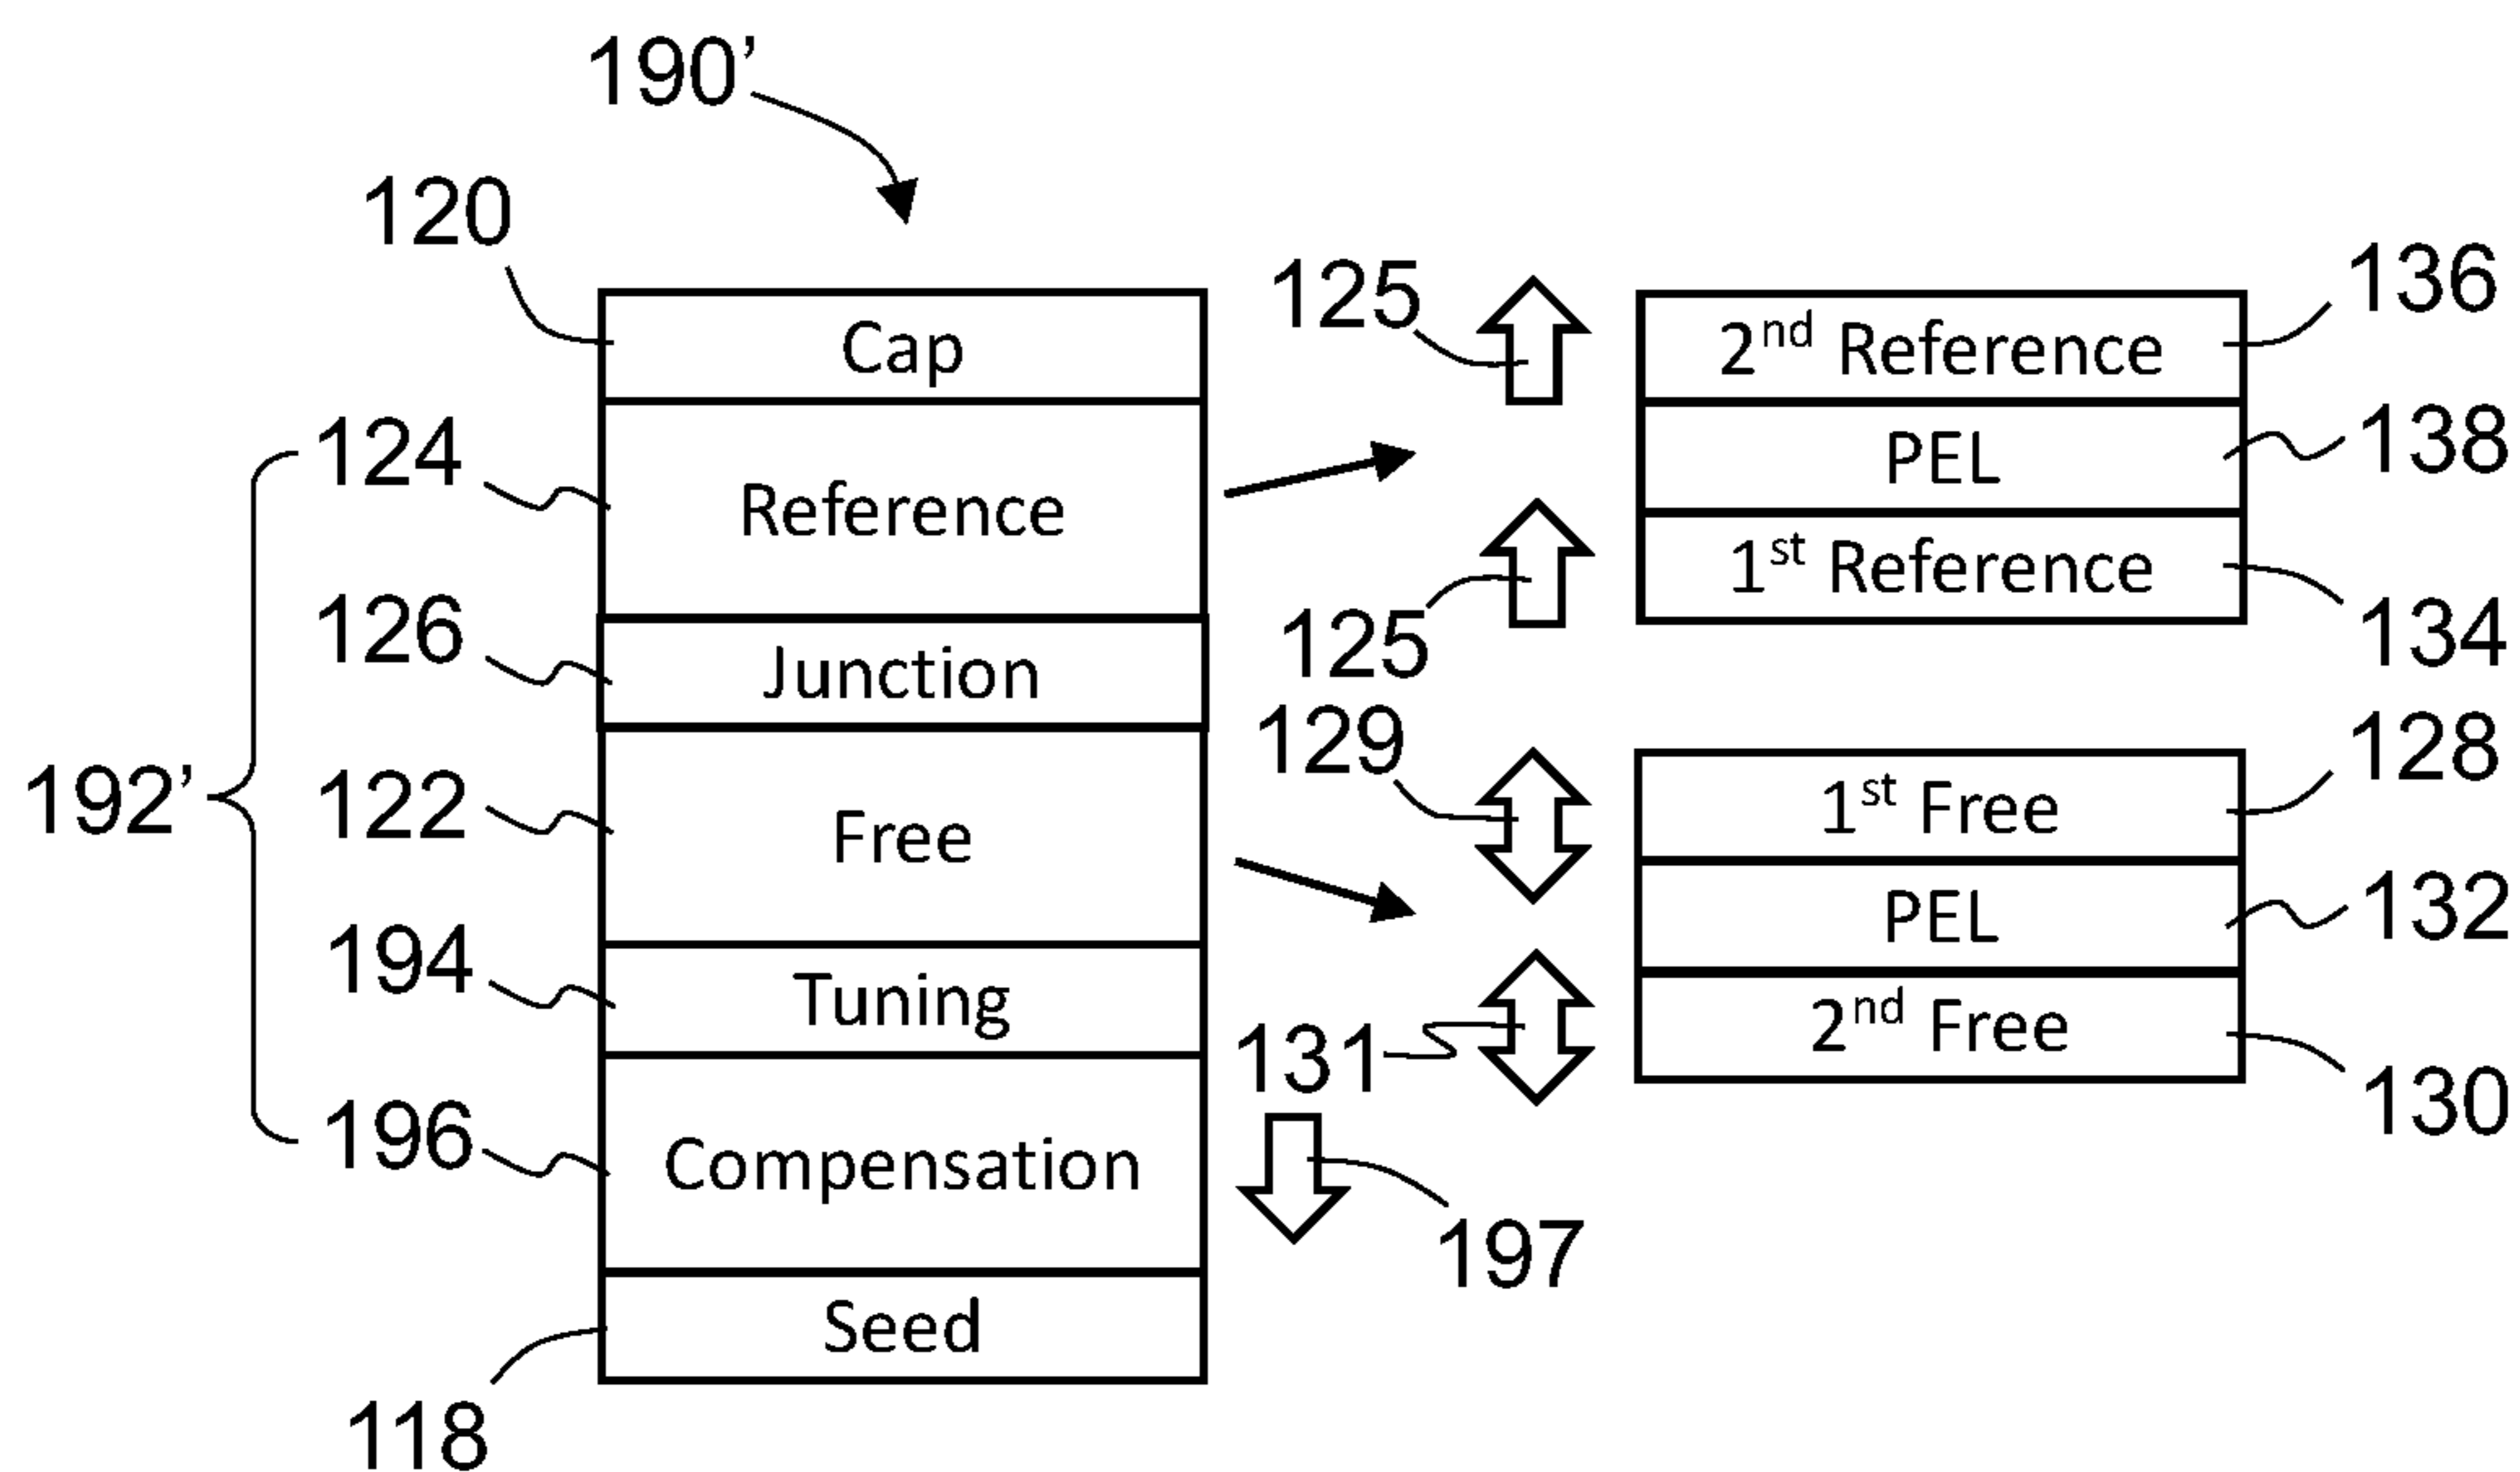 190’
120
Cap
125
2nd Reference
136
124
Reference
PEL
138
125
1st Reference
134
126
Junction
129
1st Free
128
192’
122
Free
PEL
132
194
Tuning
131
2nd Free
130
196
Compensation
197
Seed
118